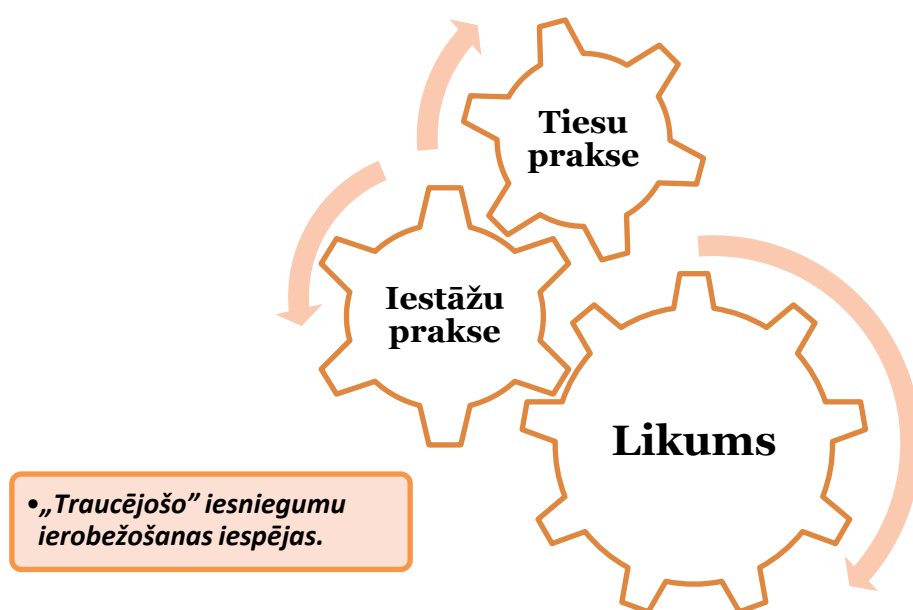 Tiesu
prakse
Iestāžu
prakse
Likums
•„Traucējošo” iesniegumu
ierobežošanas iespējas.